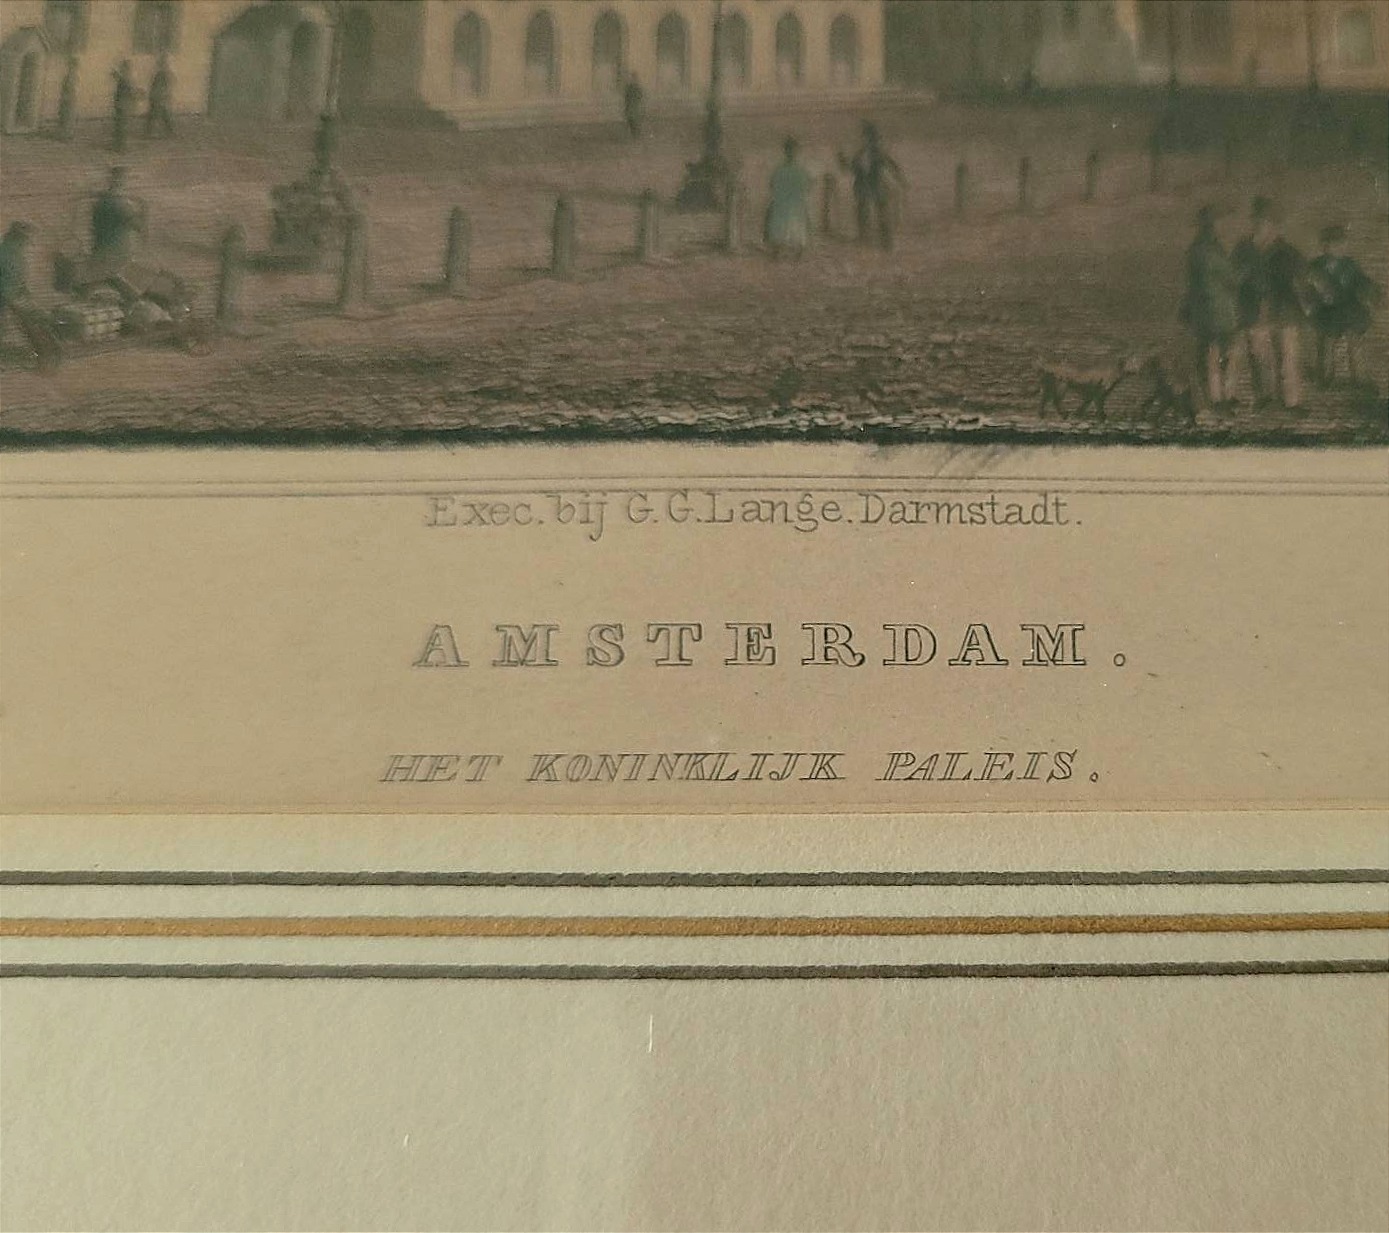 Exec. bij G. G. Lange. Darmstadt.
AMSTERDAM.
HET KONINKLIJK PALEIS.